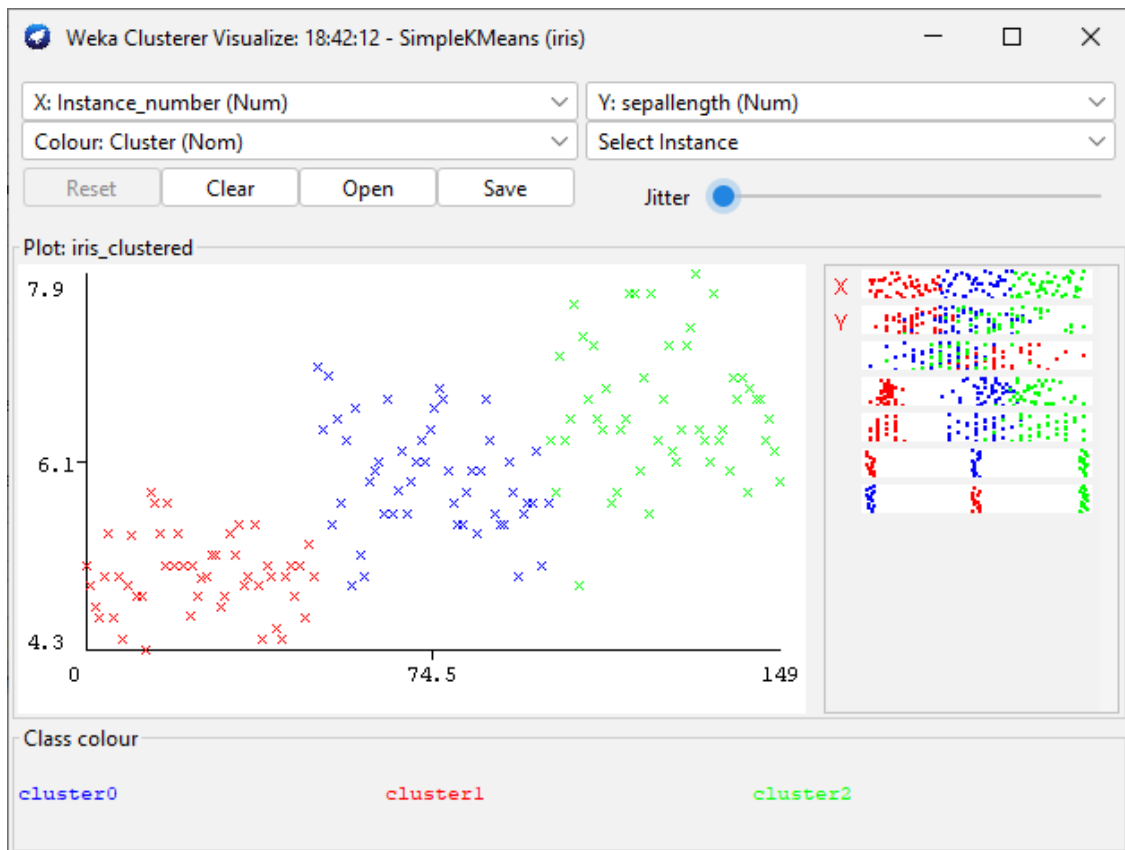 Weka Clusterer Visualize: 18:42:12 - SimpleKMeans (iris)
X: Instance_number (Num)
Y: sepallength (Num)
Colour: Cluster (Nom)
Select Instance
Reset
Clear
Open
Save
Jitter
Plot: iris_clustered
7.9
6.1
4.3
0
74.5
149
X
Y
Class colour
cluster0
cluster1
cluster2